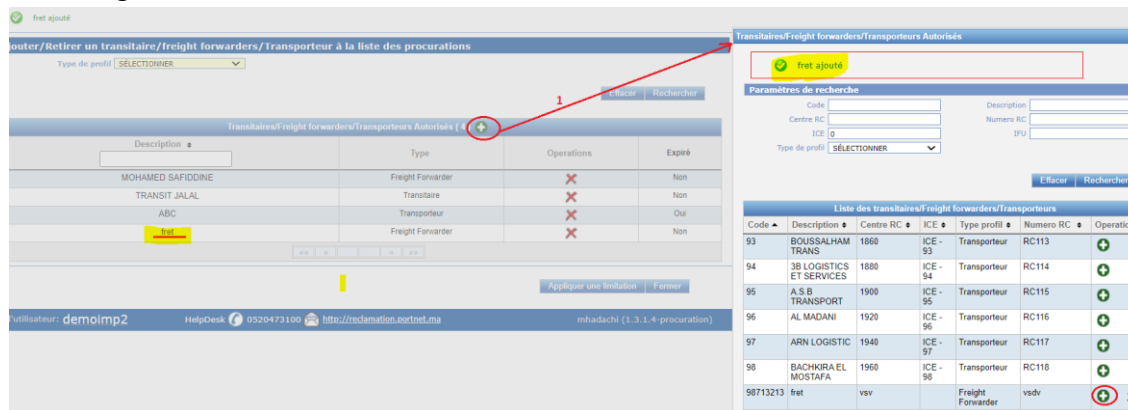 fret ajouté
jouter/Retirer un transitaire/freight forwarders/Transporteur à la liste des procurations
Type de profil SÉLECTIONNER
Effacer Rechercher
1
Transitaires/Freight forwarders/Transporteurs Autorisés ( 4 )
Description Type Operations Expiré
MOHAMED SAFIDDINE Freight Forwarder Non
TRANSIT JALAL Transitaire Non
ABC Transporteur Oui
fret Freight Forwarder Non
<< < > >>
Appliquer une limitation Fermer
'utilisateur: demoimp2 HelpDesk 0520473100 http://reclamation.portnet.ma mhadachi (1.3.1.4-procuration)
Transitaires/Freight forwarders/Transporteurs Autorisés
fret ajouté
Paramètres de recherche
Code Description
Centre RC Numero RC
ICE 0 IFU
Type de profil SÉLECTIONNER
Effacer Rechercher
Liste des transitaires/Freight forwarders/Transporteurs
Code Description Centre RC ICE Type profil Numero RC Operatio
93 BOUSSALHAM TRANS 1860 ICE - 93 Transporteur RC113
94 3B LOGISTICS ET SERVICES 1880 ICE - 94 Transporteur RC114
95 A.S.B TRANSPORT 1900 ICE - 95 Transporteur RC115
96 AL MADANI 1920 ICE - 96 Transporteur RC116
97 ARN LOGISTIC 1940 ICE - 97 Transporteur RC117
98 BACHKIRA EL MOSTAFA 1960 ICE - 98 Transporteur RC118
98713213 fret vsv Freight Forwarder vsdv